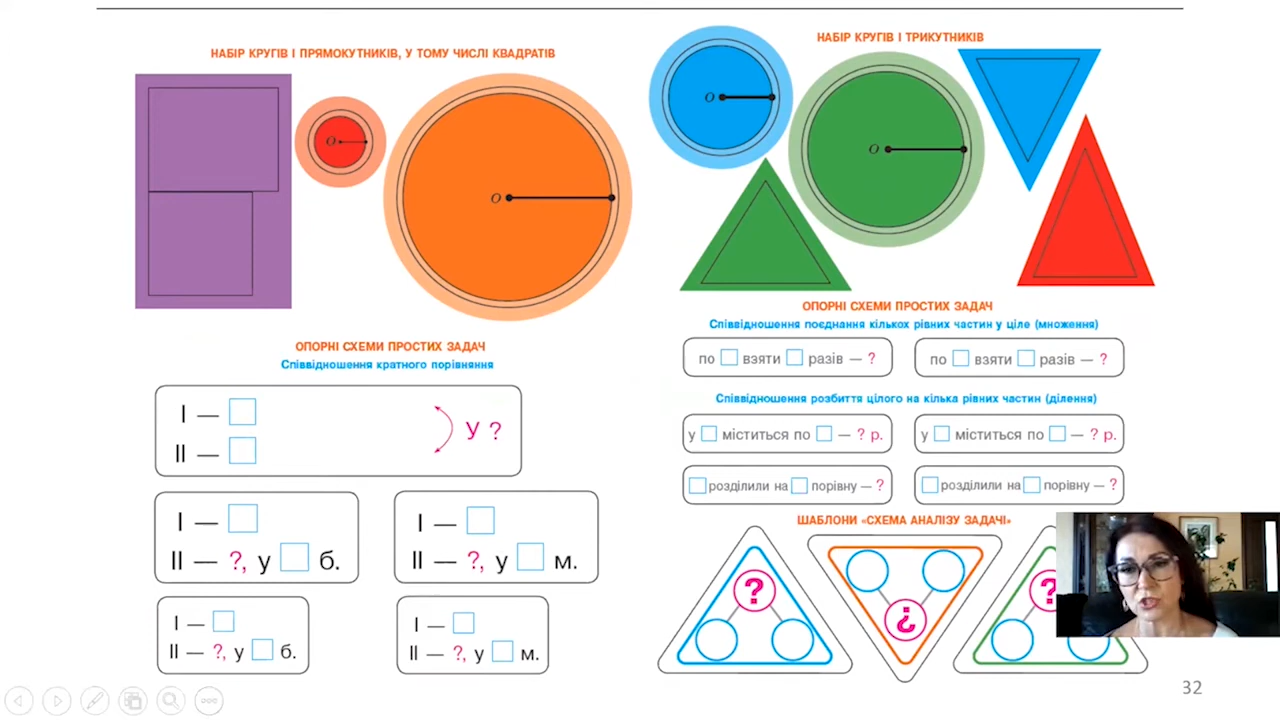 НАБІР КРУГІВ І ПРЯМОКУТНИКІВ, У ТОМУ ЧИСЛІ КВАДРАТІВ
O
O
ОПОРНІ СХЕМИ ПРОСТИХ ЗАДАЧ
Співвідношення кратного порівняння
I —
II —
У ?
I —
II — ?, у б.
I —
II — ?, у м.
I —
II — ?, у б.
I —
II — ?, у м.
НАБІР КРУГІВ І ТРИКУТНИКІВ
O
O
ОПОРНІ СХЕМИ ПРОСТИХ ЗАДАЧ
Співвідношення поєднання кількох рівних частин у ціле (множення)
по взяти разів — ?
по взяти разів — ?
Співвідношення розбиття цілого на кілька рівних частин (ділення)
у міститься по — ? р.
у міститься по — ? р.
розділили на порівну — ?
розділили на порівну — ?
ШАБЛОНИ «СХЕМА АНАЛІЗУ ЗАДАЧІ»
?
?
?
32